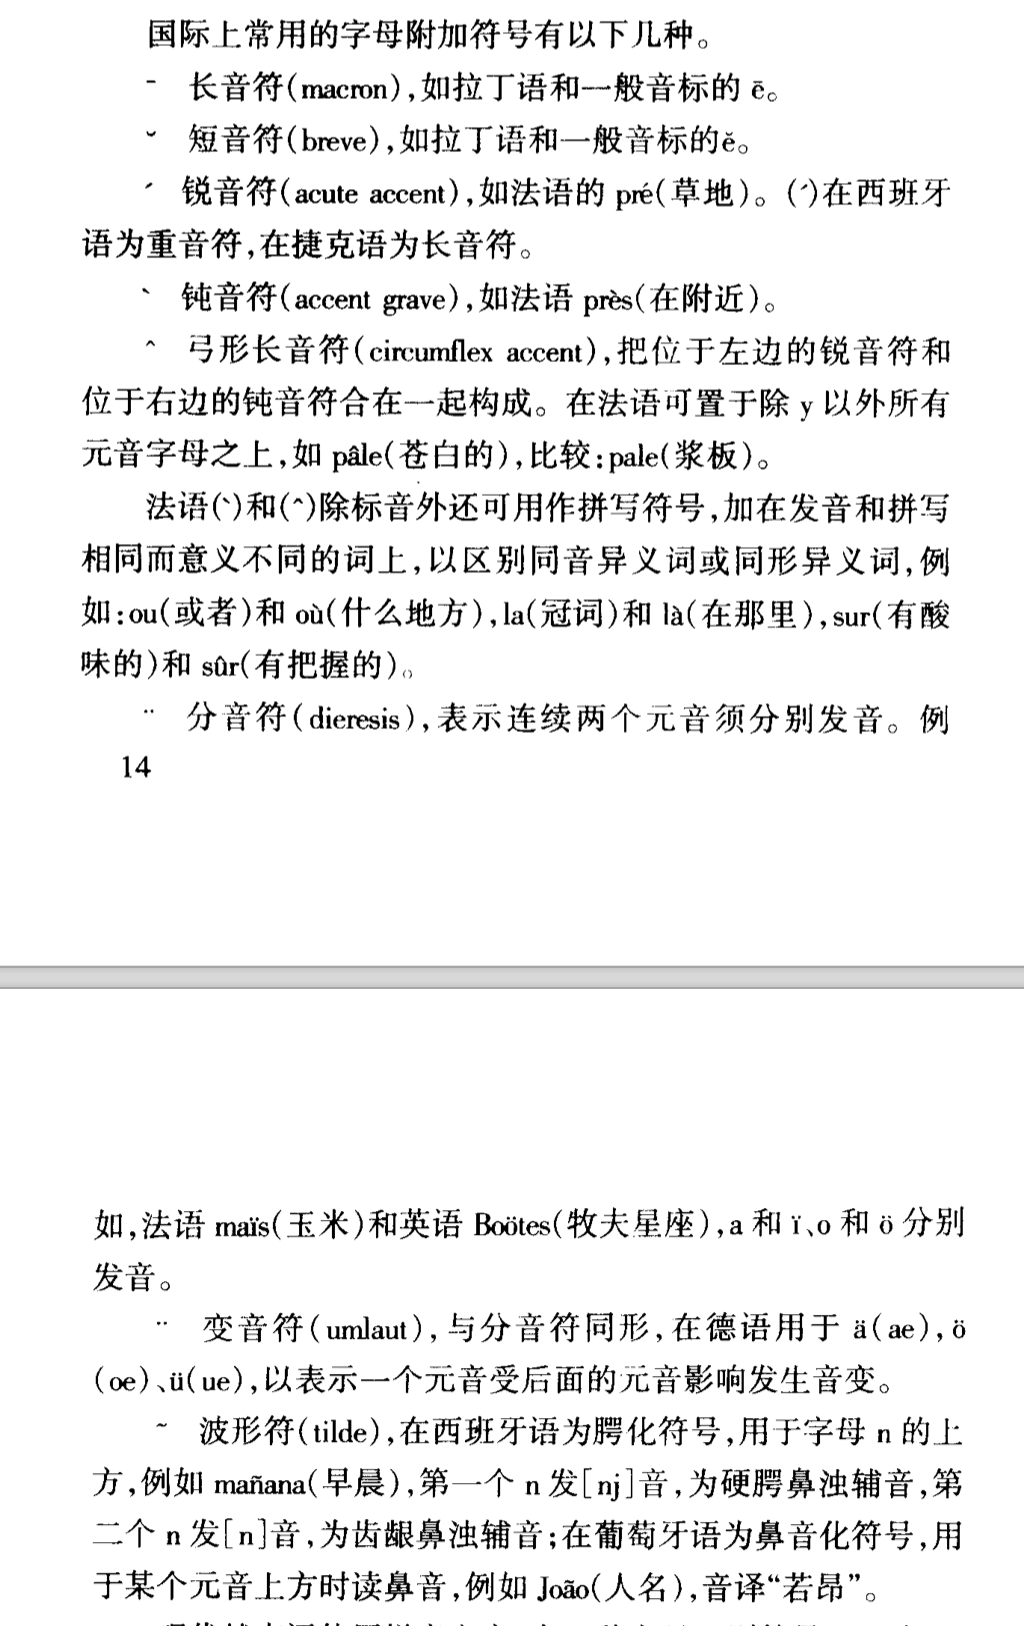 国际上常用的字母附加符号有以下几种。
ˉ 长音符(macron),如拉丁语和一般音标的 ē。
˘ 短音符(breve),如拉丁语和一般音标的ĕ。
ˊ 锐音符(acute accent),如法语的 pré(草地)。(ˊ)在西班牙
语为重音符,在捷克语为长音符。
ˋ 钝音符(accent grave),如法语 près(在附近)。
ˆ 弓形长音符(circumflex accent),把位于左边的锐音符和
位于右边的钝音符合在一起构成。在法语可置于除 y 以外所有
元音字母之上,如 pâle(苍白的),比较:pale(浆板)。
法语(ˋ)和(ˆ)除标音外还可用作拼写符号,加在发音和拼写
相同而意义不同的词上,以区别同音异义词或同形异义词,例
如:ou(或者)和 où(什么地方),la(冠词)和 là(在那里),sur(有酸
味的)和 sûr(有把握的)。
¨ 分音符(dieresis),表示连续两个元音须分别发音。例
14
如,法语 maïs(玉米)和英语 Boötes(牧夫星座),a 和 ï、o 和 ö 分别
发音。
¨ 变音符(umlaut),与分音符同形,在德语用于 ä(ae),ö
(oe)、ü(ue),以表示一个元音受后面的元音影响发生音变。
˜ 波形符(tilde),在西班牙语为腭化符号,用于字母 n 的上
方,例如 mañana(早晨),第一个 n 发[nj]音,为硬腭鼻浊辅音,第
二个 n 发[n]音,为齿龈鼻浊辅音;在葡萄牙语为鼻音化符号,用
于某个元音上方时读鼻音,例如 João(人名),音译“若昂”。